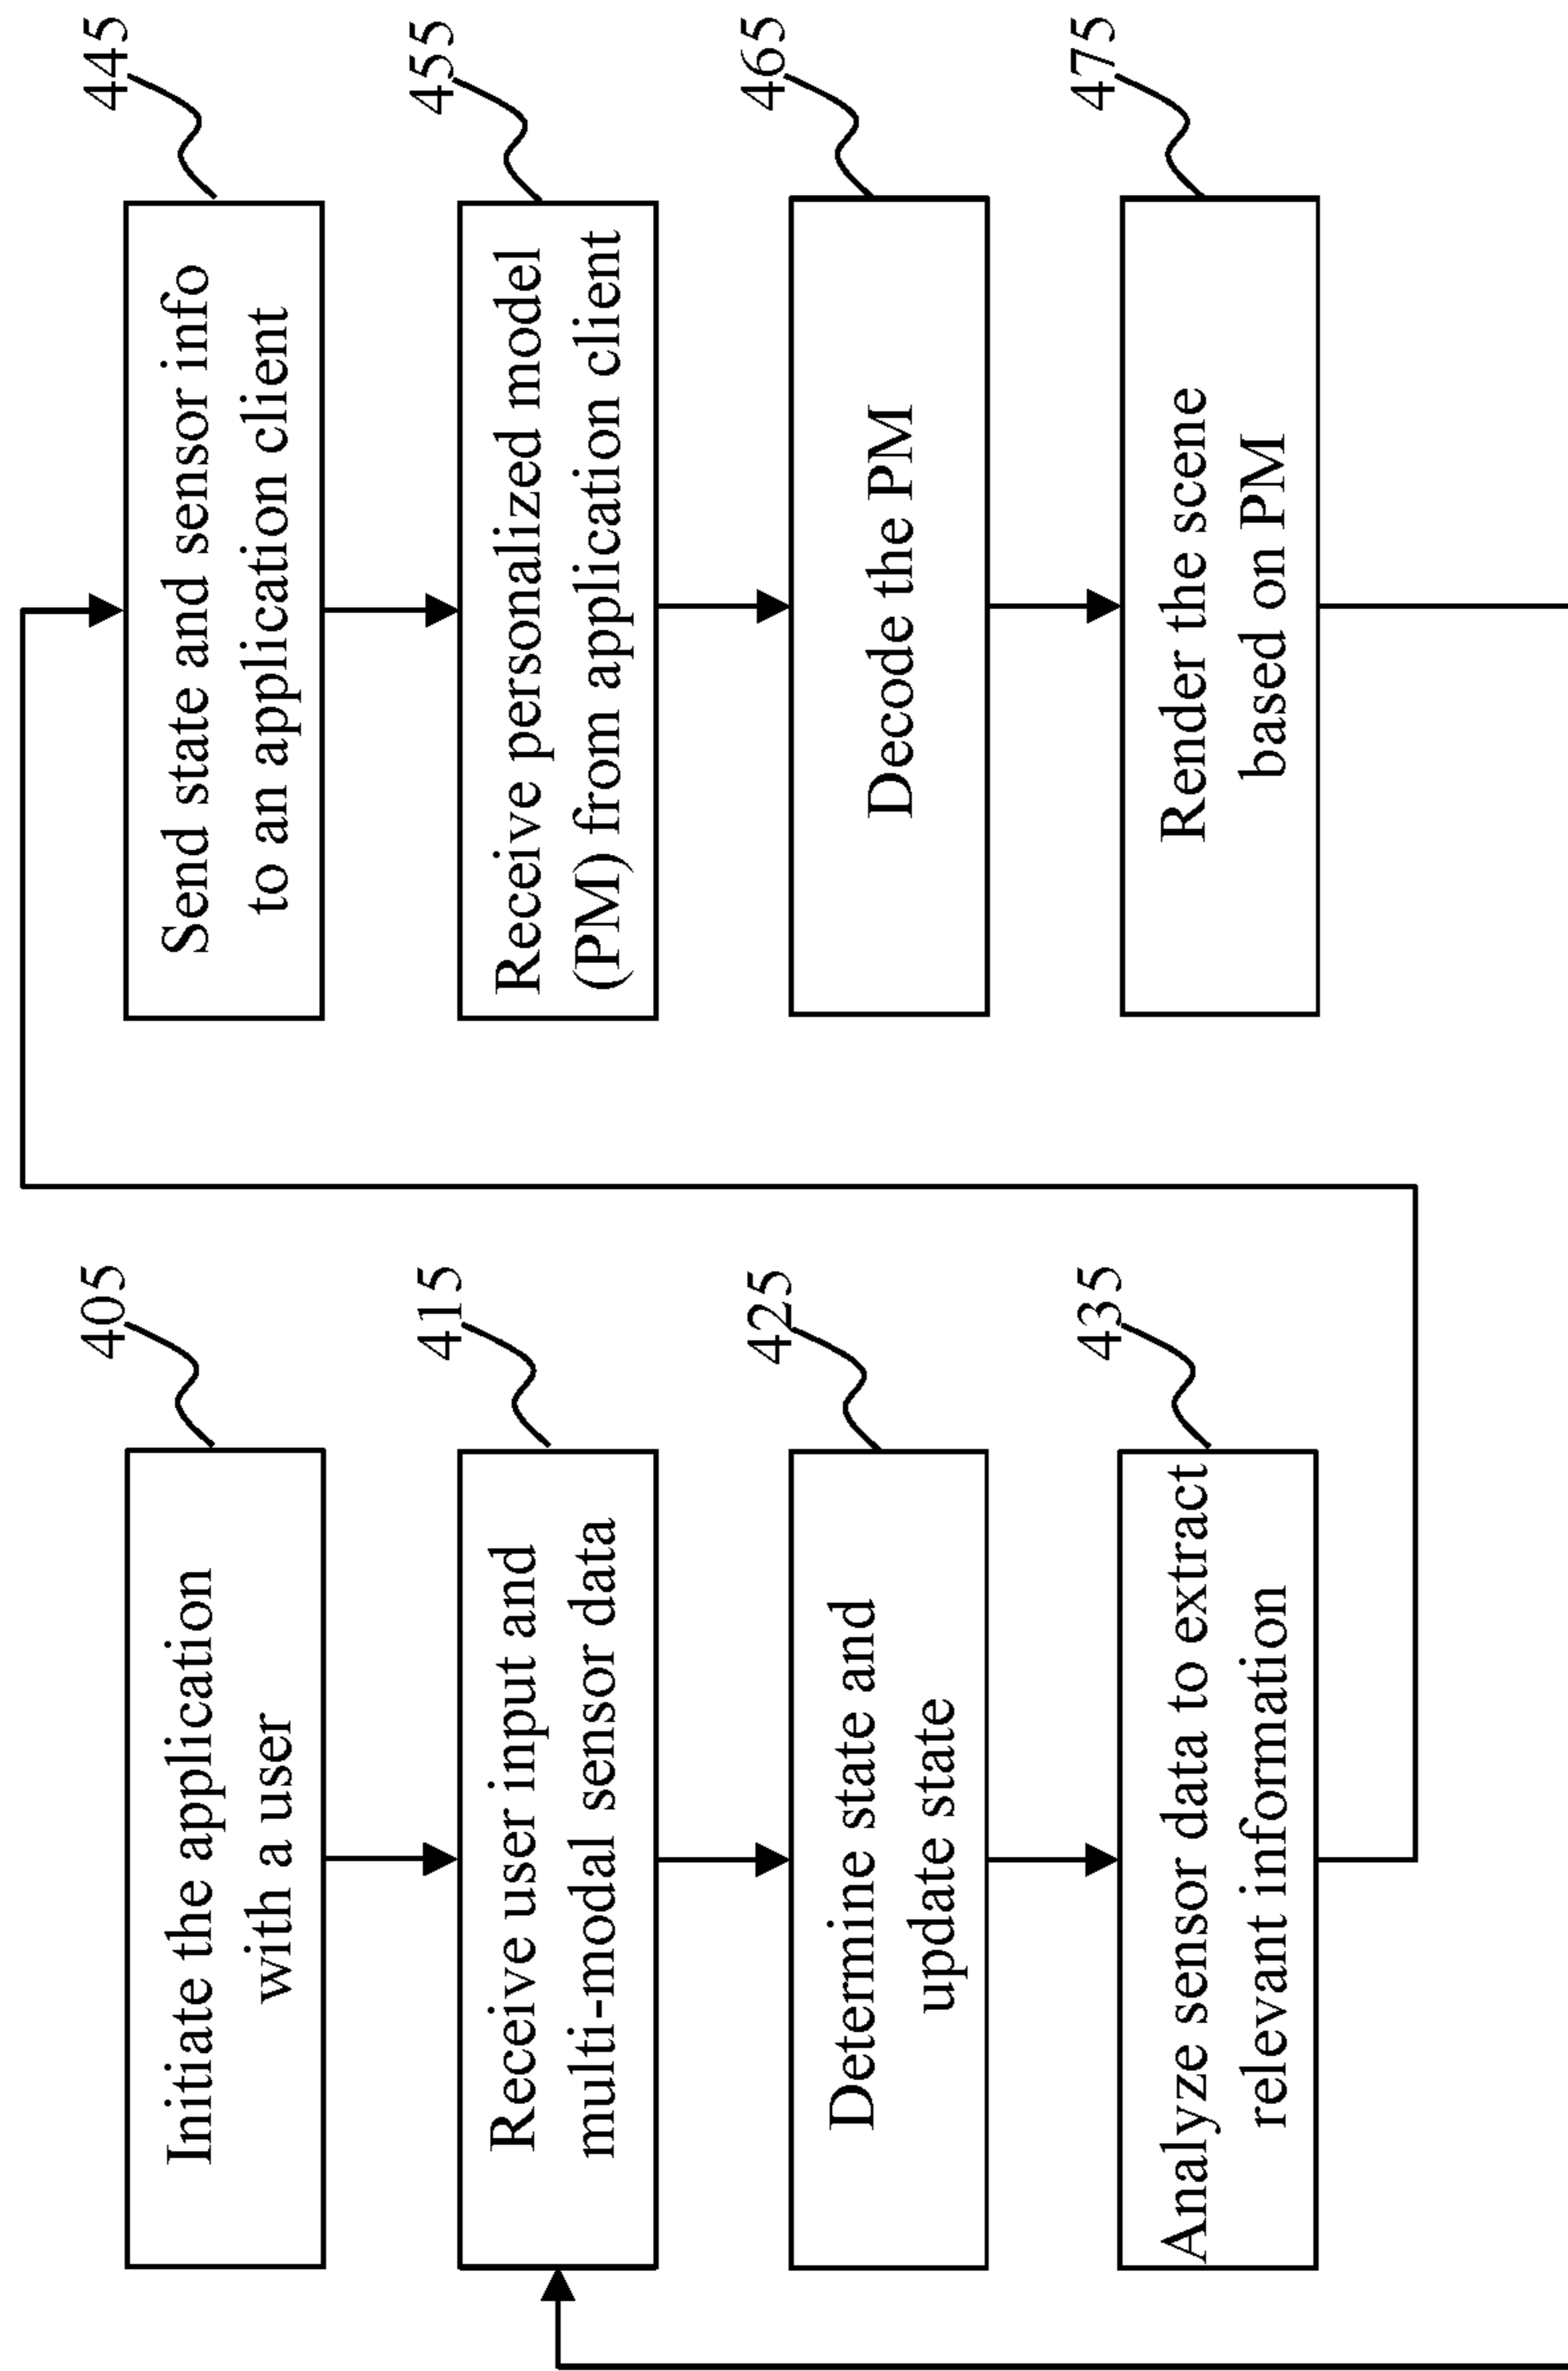 405
Initiate the application
with a user
415
Receive user input and
multi-modal sensor data
425
Determine state and
update state
435
Analyze sensor data to extract
relevant information
445
Send state and sensor info
to an application client
455
Receive personalized model
(PM) from application client
465
Decode the PM
475
Render the scene
based on PM